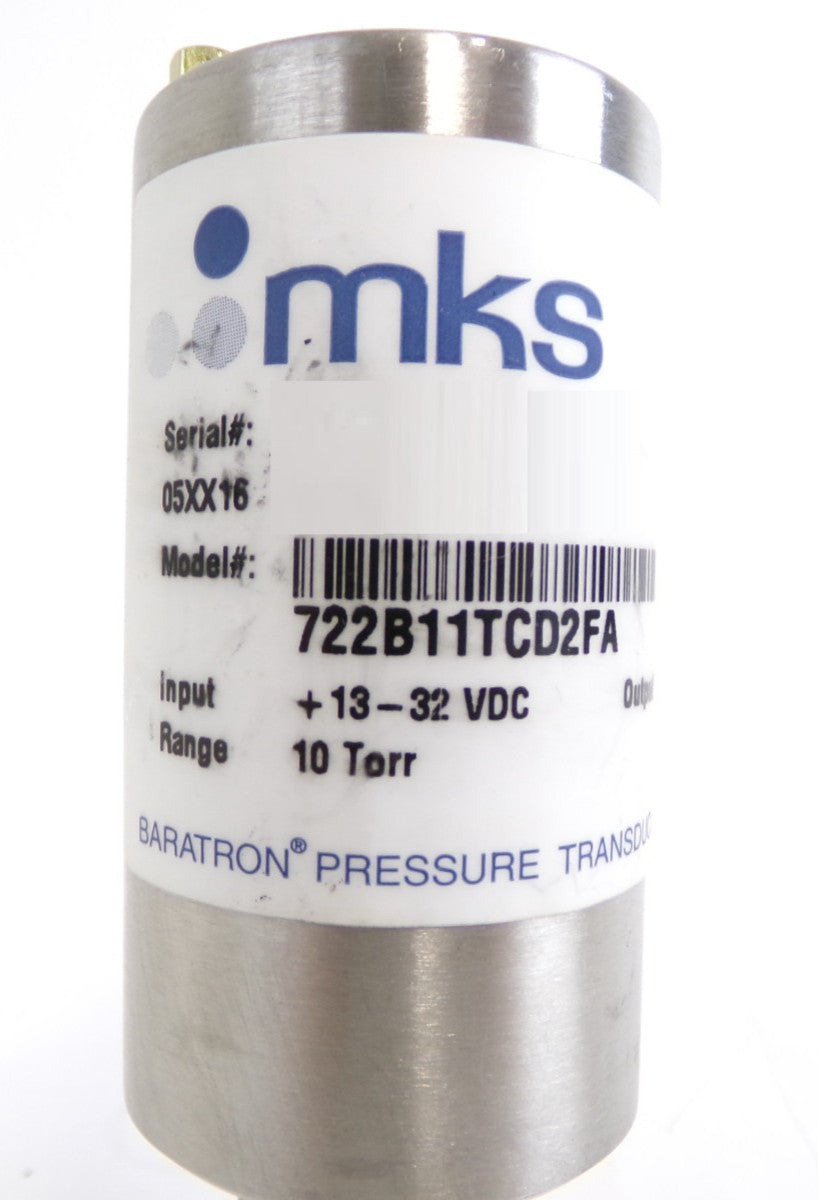 mks
Serial#:
05XX16
Model#:
722B11TCD2FA
Input +13-32 VDC
Range 10 Torr
BARATRON® PRESSURE